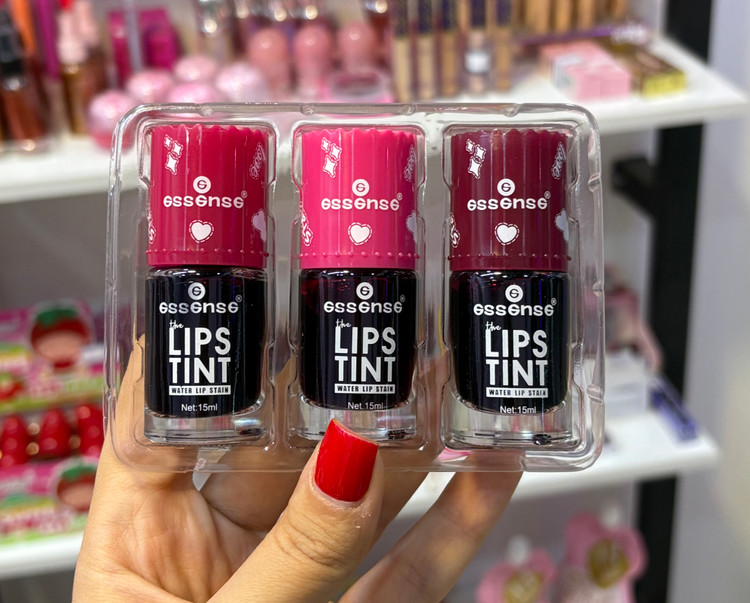 essense®
essense®
essense®
essense®
the
LIPS
TINT
WATER LIP STAIN
Net:15ml
essense®
the
LIPS
TINT
WATER LIP STAIN
Net:15ml
essense®
the
LIPS
TINT
WATER LIP STAIN
Net:15ml